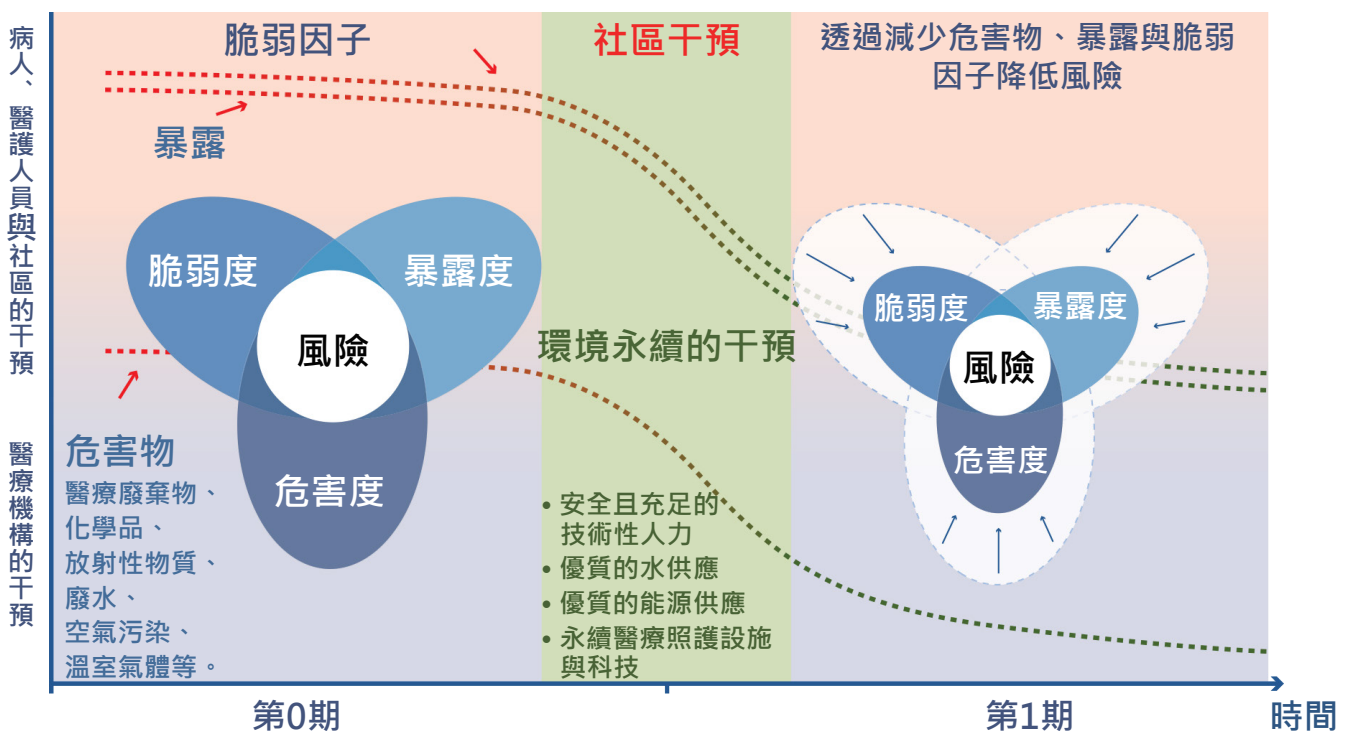 病人、醫護人員與社區的干預
醫療機構的干預
脆弱因子
暴露
脆弱度
暴露度
風險
危害度
危害物
醫療廢棄物、
化學品、
放射性物質、
廢水、
空氣污染、
溫室氣體等。
社區干預
環境永續的干預
• 安全且充足的
技術性人力
• 優質的水供應
• 優質的能源供應
• 永續醫療照護設施
與科技
透過減少危害物、暴露與脆弱
因子降低風險
脆弱度
暴露度
風險
危害度
第0期
第1期
時間